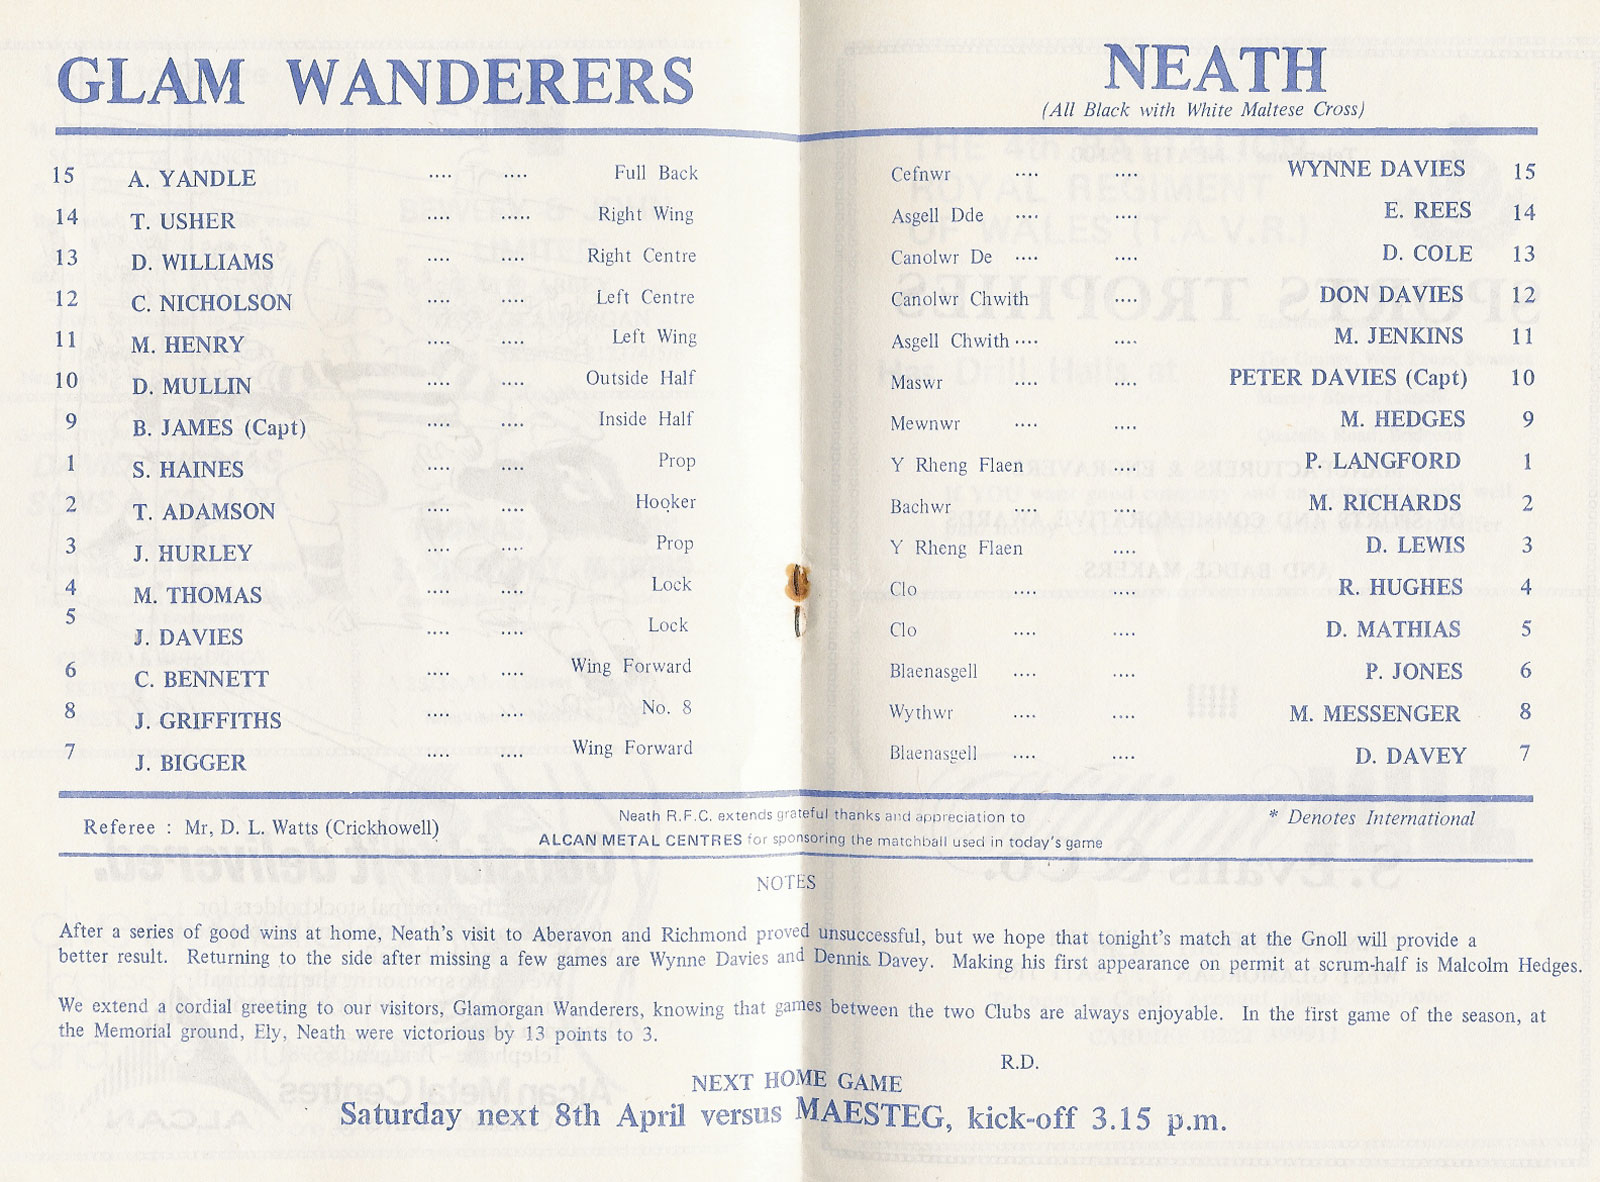 GLAM WANDERERS
15 A. YANDLE .... .... Full Back
14 T. USHER .... ..... Right Wing
13 D. WILLIAMS .... .... Right Centre
12 C. NICHOLSON .... .... Left Centre
11 M. HENRY .... .... Left Wing
10 D. MULLIN .... .... Outside Half
9 B. JAMES (Capt) .... .... Inside Half
1 S. HAINES .... .... Prop
2 T. ADAMSON .... .... Hooker
3 J. HURLEY .... .... Prop
4 M. THOMAS .... .... Lock
5 J. DAVIES .... .... Lock
6 C. BENNETT .... .... Wing Forward
8 J. GRIFFITHS .... .... No. 8
7 J. BIGGER .... .... Wing Forward
NEATH
(All Black with White Maltese Cross)
Cefnwr .... .... WYNNE DAVIES 15
Asgell Dde .... .... E. REES 14
Canolwr De .... .... D. COLE 13
Canolwr Chwith .... DON DAVIES 12
Asgell Chwith .... .... M. JENKINS 11
Maswr .... .... PETER DAVIES (Capt) 10
Mewnwr .... .... M. HEDGES 9
Y Rheng Flaen .... P. LANGFORD 1
Bachwr .... .... M. RICHARDS 2
Y Rheng Flaen .... D. LEWIS 3
Clo .... .... R. HUGHES 4
Clo .... .... D. MATHIAS 5
Blaenasgell .... .... P. JONES 6
Wythwr .... .... M. MESSENGER 8
Blaenasgell .... .... D. DAVEY 7
Referee : Mr, D. L. Watts (Crickhowell)
Neath R.F.C. extends grateful thanks and appreciation to
ALCAN METAL CENTRES for sponsoring the matchball used in today's game
* Denotes International
NOTES
After a series of good wins at home, Neath's visit to Aberavon and Richmond proved unsuccessful, but we hope that tonight's match at the Gnoll will provide a
better result. Returning to the side after missing a few games are Wynne Davies and Dennis Davey. Making his first appearance on permit at scrum-half is Malcolm Hedges.
We extend a cordial greeting to our visitors, Glamorgan Wanderers, knowing that games between the two Clubs are always enjoyable. In the first game of the season, at
the Memorial ground, Ely, Neath were victorious by 13 points to 3.
R.D.
NEXT HOME GAME
Saturday next 8th April versus MAESTEG, kick-off 3.15 p.m.